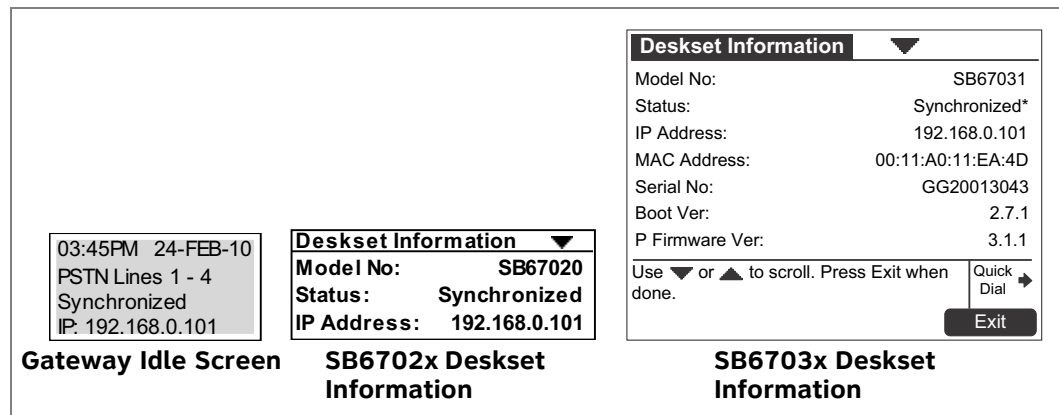 03:45PM 24-FEB-10
PSTN Lines 1 - 4
Synchronized
IP: 192.168.0.101
Gateway Idle Screen
Deskset Information
Model No: SB67020
Status: Synchronized
IP Address: 192.168.0.101
SB6702x Deskset
Information
Deskset Information
Model No: SB67031
Status: Synchronized*
IP Address: 192.168.0.101
MAC Address: 00:11:A0:11:EA:4D
Serial No: GG20013043
Boot Ver: 2.7.1
P Firmware Ver: 3.1.1
Use ▼ or ▲ to scroll. Press Exit when
done.
Quick
Dial
Exit
SB6703x Deskset
Information